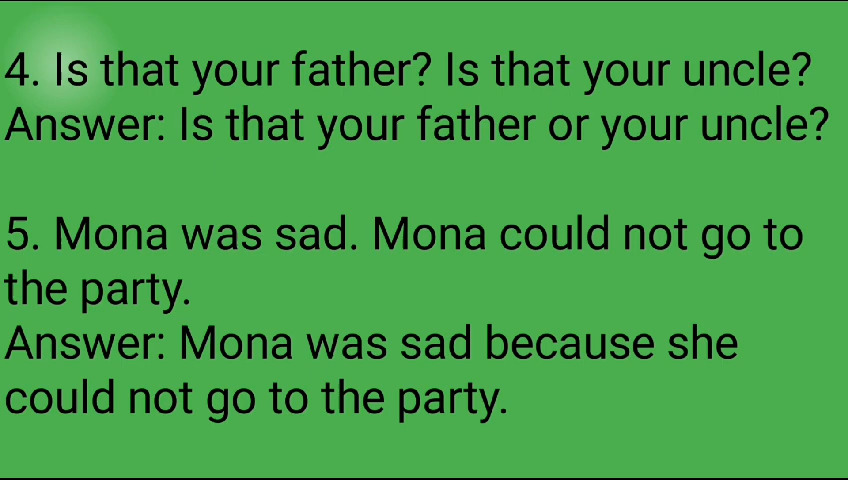 4. Is that your father? Is that your uncle?
Answer: Is that your father or your uncle?
5. Mona was sad. Mona could not go to
the party.
Answer: Mona was sad because she
could not go to the party.